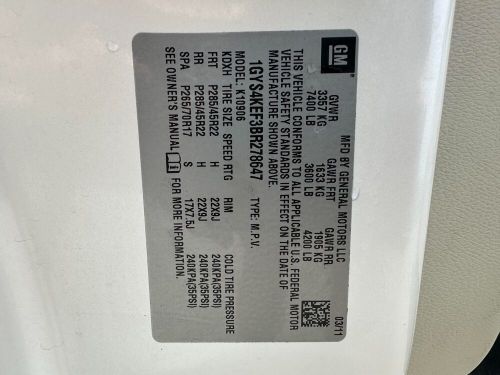 GM
MFD BY GENERAL MOTORS LLC
03/11
GVWR GAWR FRT GAWR RR
3357 KG 1633 KG 1905 KG
7400 LB 3600 LB 4200 LB
THIS VEHICLE CONFORMS TO ALL APPLICABLE U.S. FEDERAL MOTOR
VEHICLE SAFETY STANDARDS IN EFFECT ON THE DATE OF
MANUFACTURE SHOWN ABOVE.
1GYS4KEF3BR278647 TYPE: M.P.V.
MODEL: K10906
KDXH TIRE SIZE SPEED RTG RIM COLD TIRE PRESSURE
FRT P285/45R22 H 22X9J 240KPA(35PSI)
RR P285/45R22 H 22X9J 240KPA(35PSI)
SPA P265/70R17 S 17X7.5J 240KPA(35PSI)
SEE OWNER'S MANUAL FOR MORE INFORMATION.